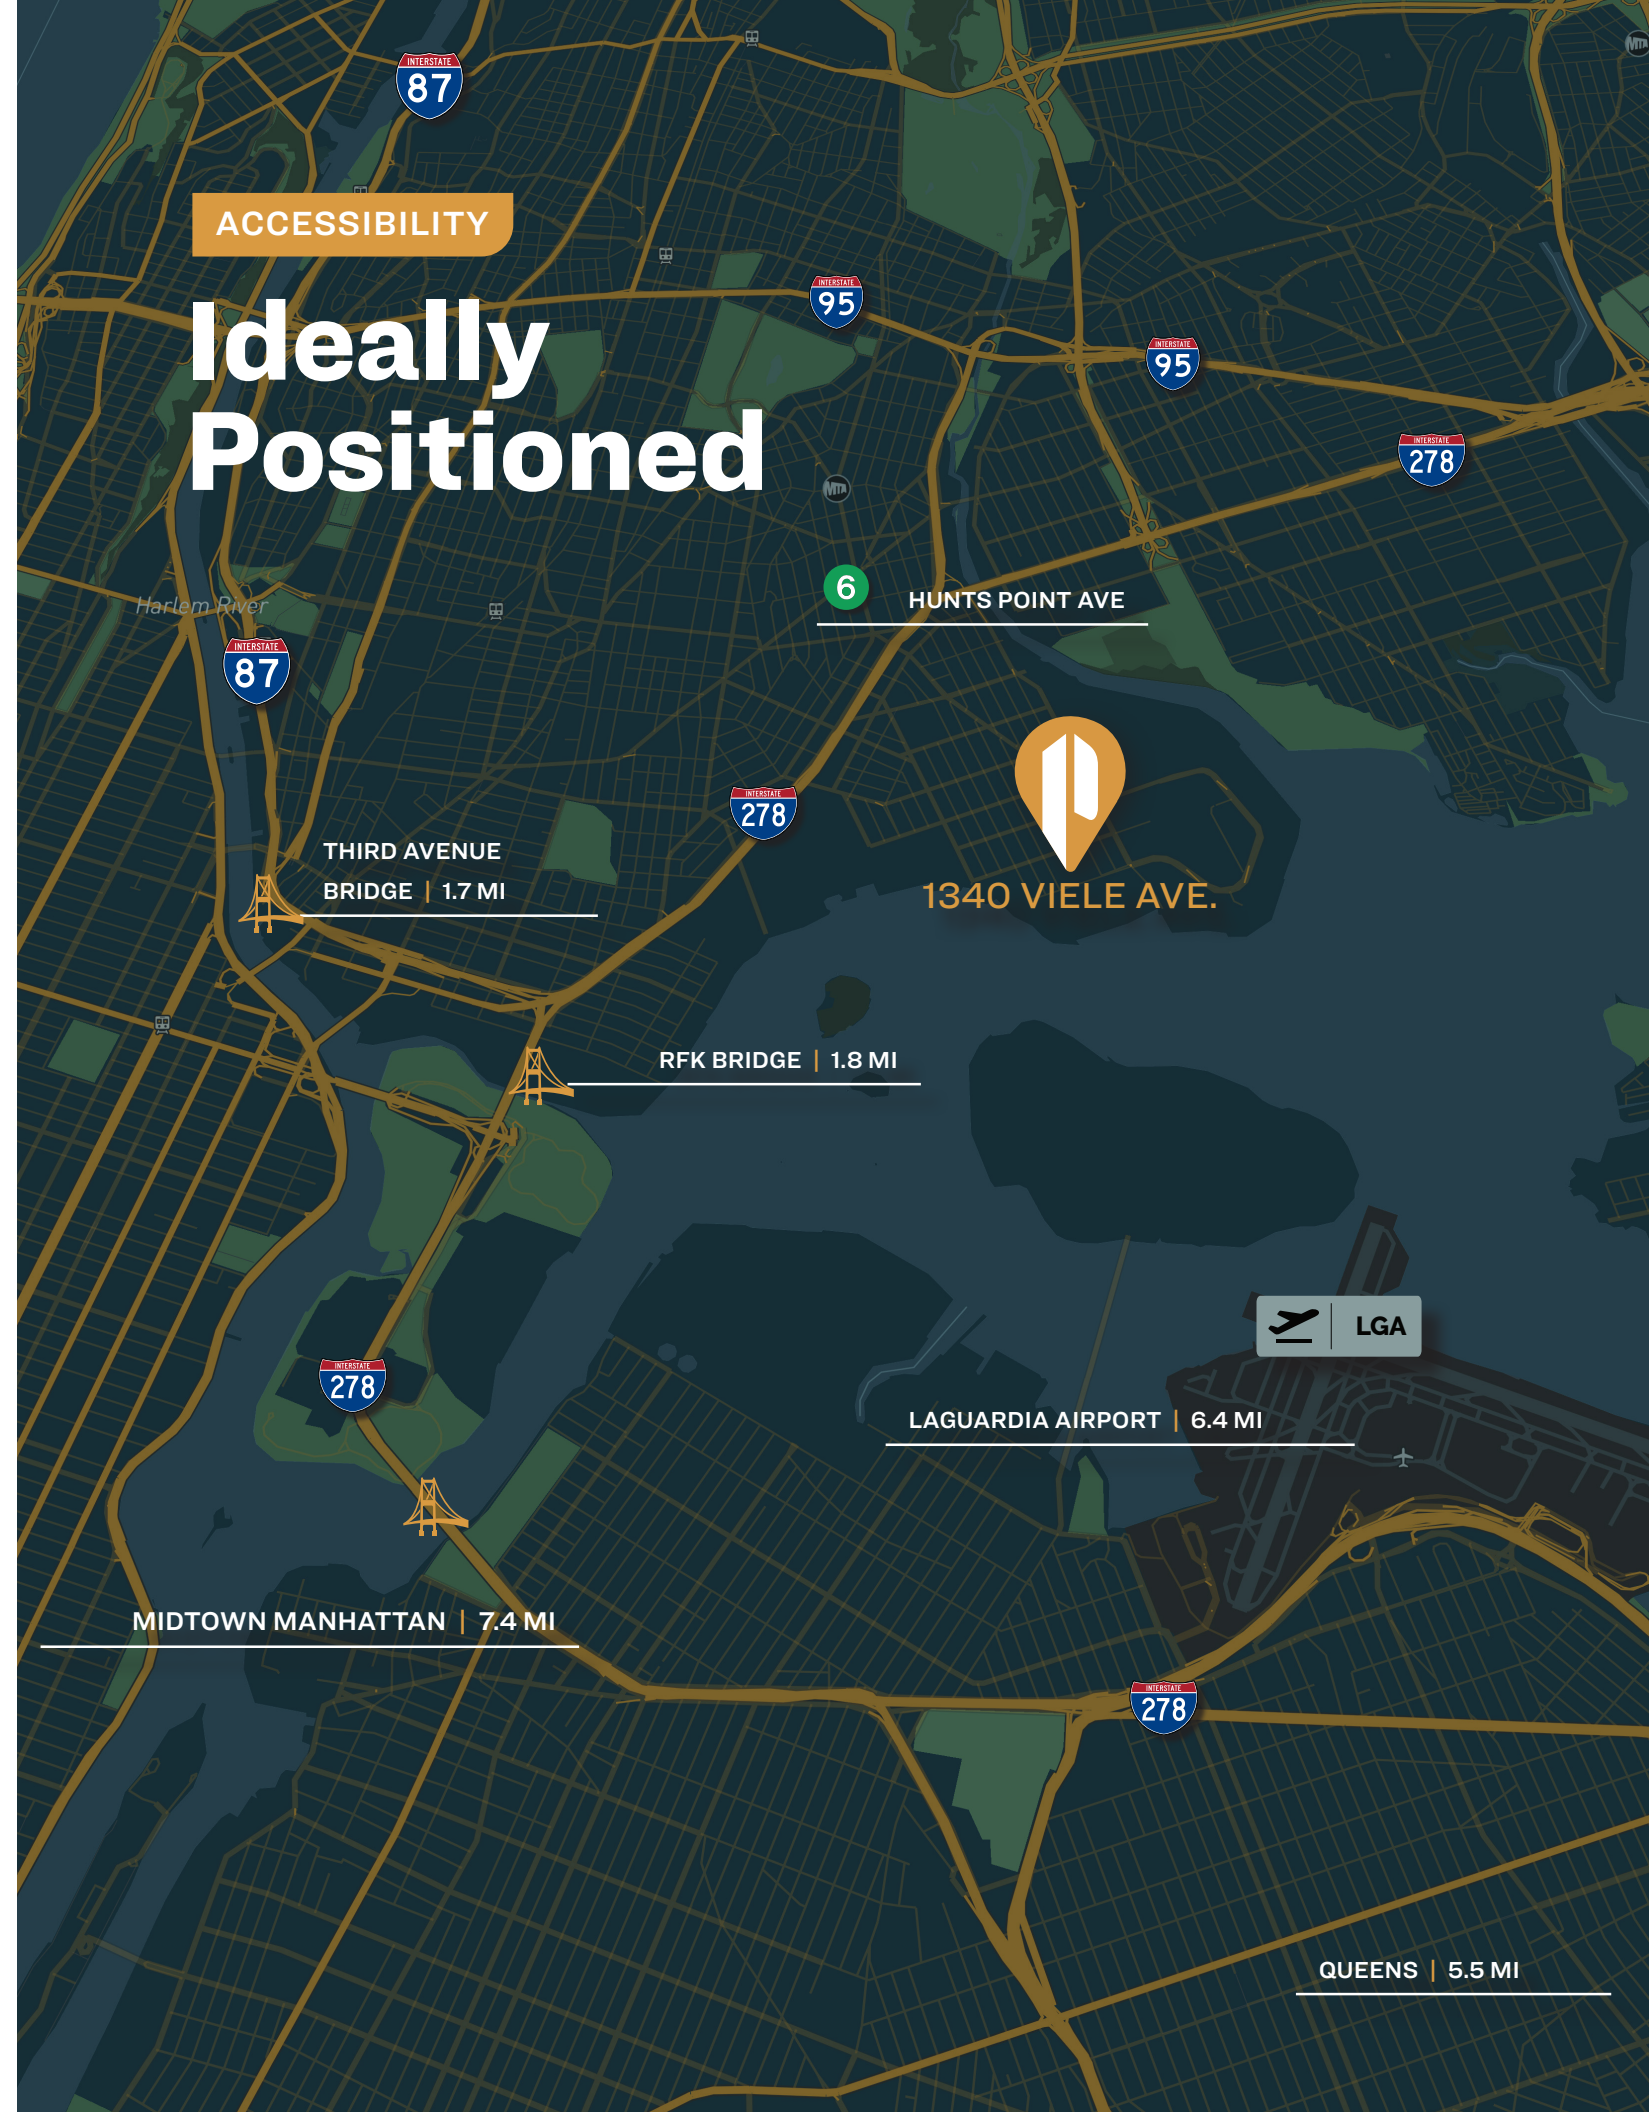 INTERSTATE
87
ACCESSIBILITY
Ideally
Positioned
INTERSTATE
95
INTERSTATE
95
INTERSTATE
278
MTA
MTA
6 HUNTS POINT AVE
Harlem River
INTERSTATE
87
INTERSTATE
278
THIRD AVENUE
BRIDGE | 1.7 MI
1340 VIELE AVE.
RFK BRIDGE | 1.8 MI
LGA
INTERSTATE
278
LAGUARDIA AIRPORT | 6.4 MI
MIDTOWN MANHATTAN | 7.4 MI
INTERSTATE
278
QUEENS | 5.5 MI